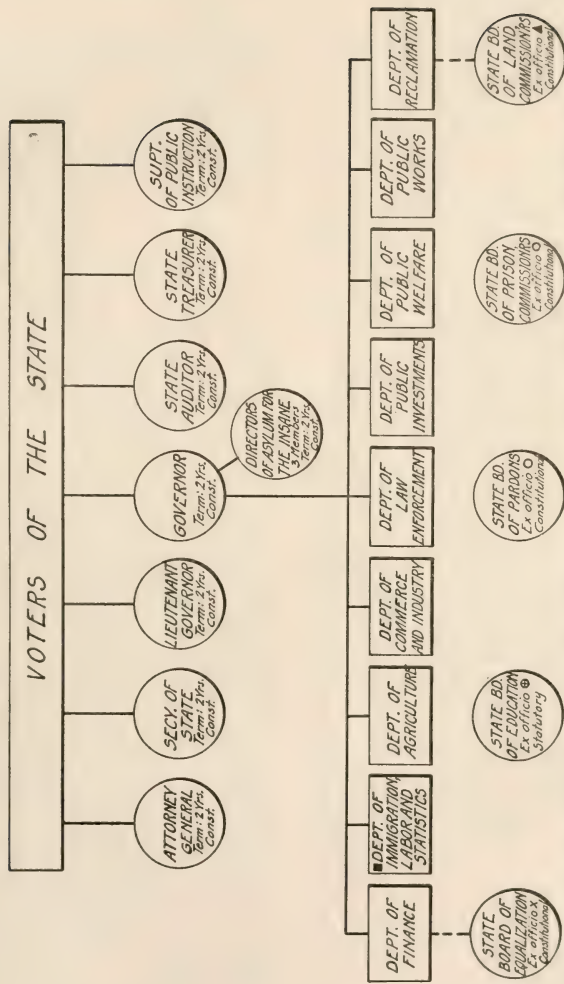 VOTERS OF THE STATE
ATTORNEY
GENERAL
Term: 2 Yrs.
Const.
SECY. OF
STATE
Term: 2 Yrs.
Const.
LIEUTENANT
GOVERNOR
Term: 2 Yrs.
Const.
GOVERNOR
Term: 2 Yrs.
Const.
STATE
AUDITOR
Term: 2 Yrs.
Const.
STATE
TREASURER
Term: 2 Yrs.
Const.
SUPT.
OF PUBLIC
INSTRUCTION
Term: 2 Yrs.
Const.
DIRECTORS
OF ASYLUM FOR
THE INSANE
3 Members
Term: 2 Yrs.
Const.
DEPT. OF
FINANCE
■DEPT. OF
IMMIGRATION,
LABOR AND
STATISTICS
DEPT. OF
AGRICULTURE
DEPT. OF
COMMERCE
AND INDUSTRY
DEPT. OF
LAW
ENFORCEMENT
DEPT. OF
PUBLIC
INVESTMENTS
DEPT. OF
PUBLIC
WELFARE
DEPT. OF
PUBLIC
WORKS
DEPT. OF
RECLAMATION
STATE
BOARD OF
EQUALIZATION
Ex officio X
Constitutional
STATE BD.
OF EDUCATION
Ex officio ⊕
Statutory
STATE BD.
OF PARDONS
Ex officio O
Constitutional
STATE BD.
OF PRISON
COMMISSION'RS
Ex officio O
Constitutional
STATE BD.
OF LAND
COMMISSION'RS
Ex officio ▲
Constitutional